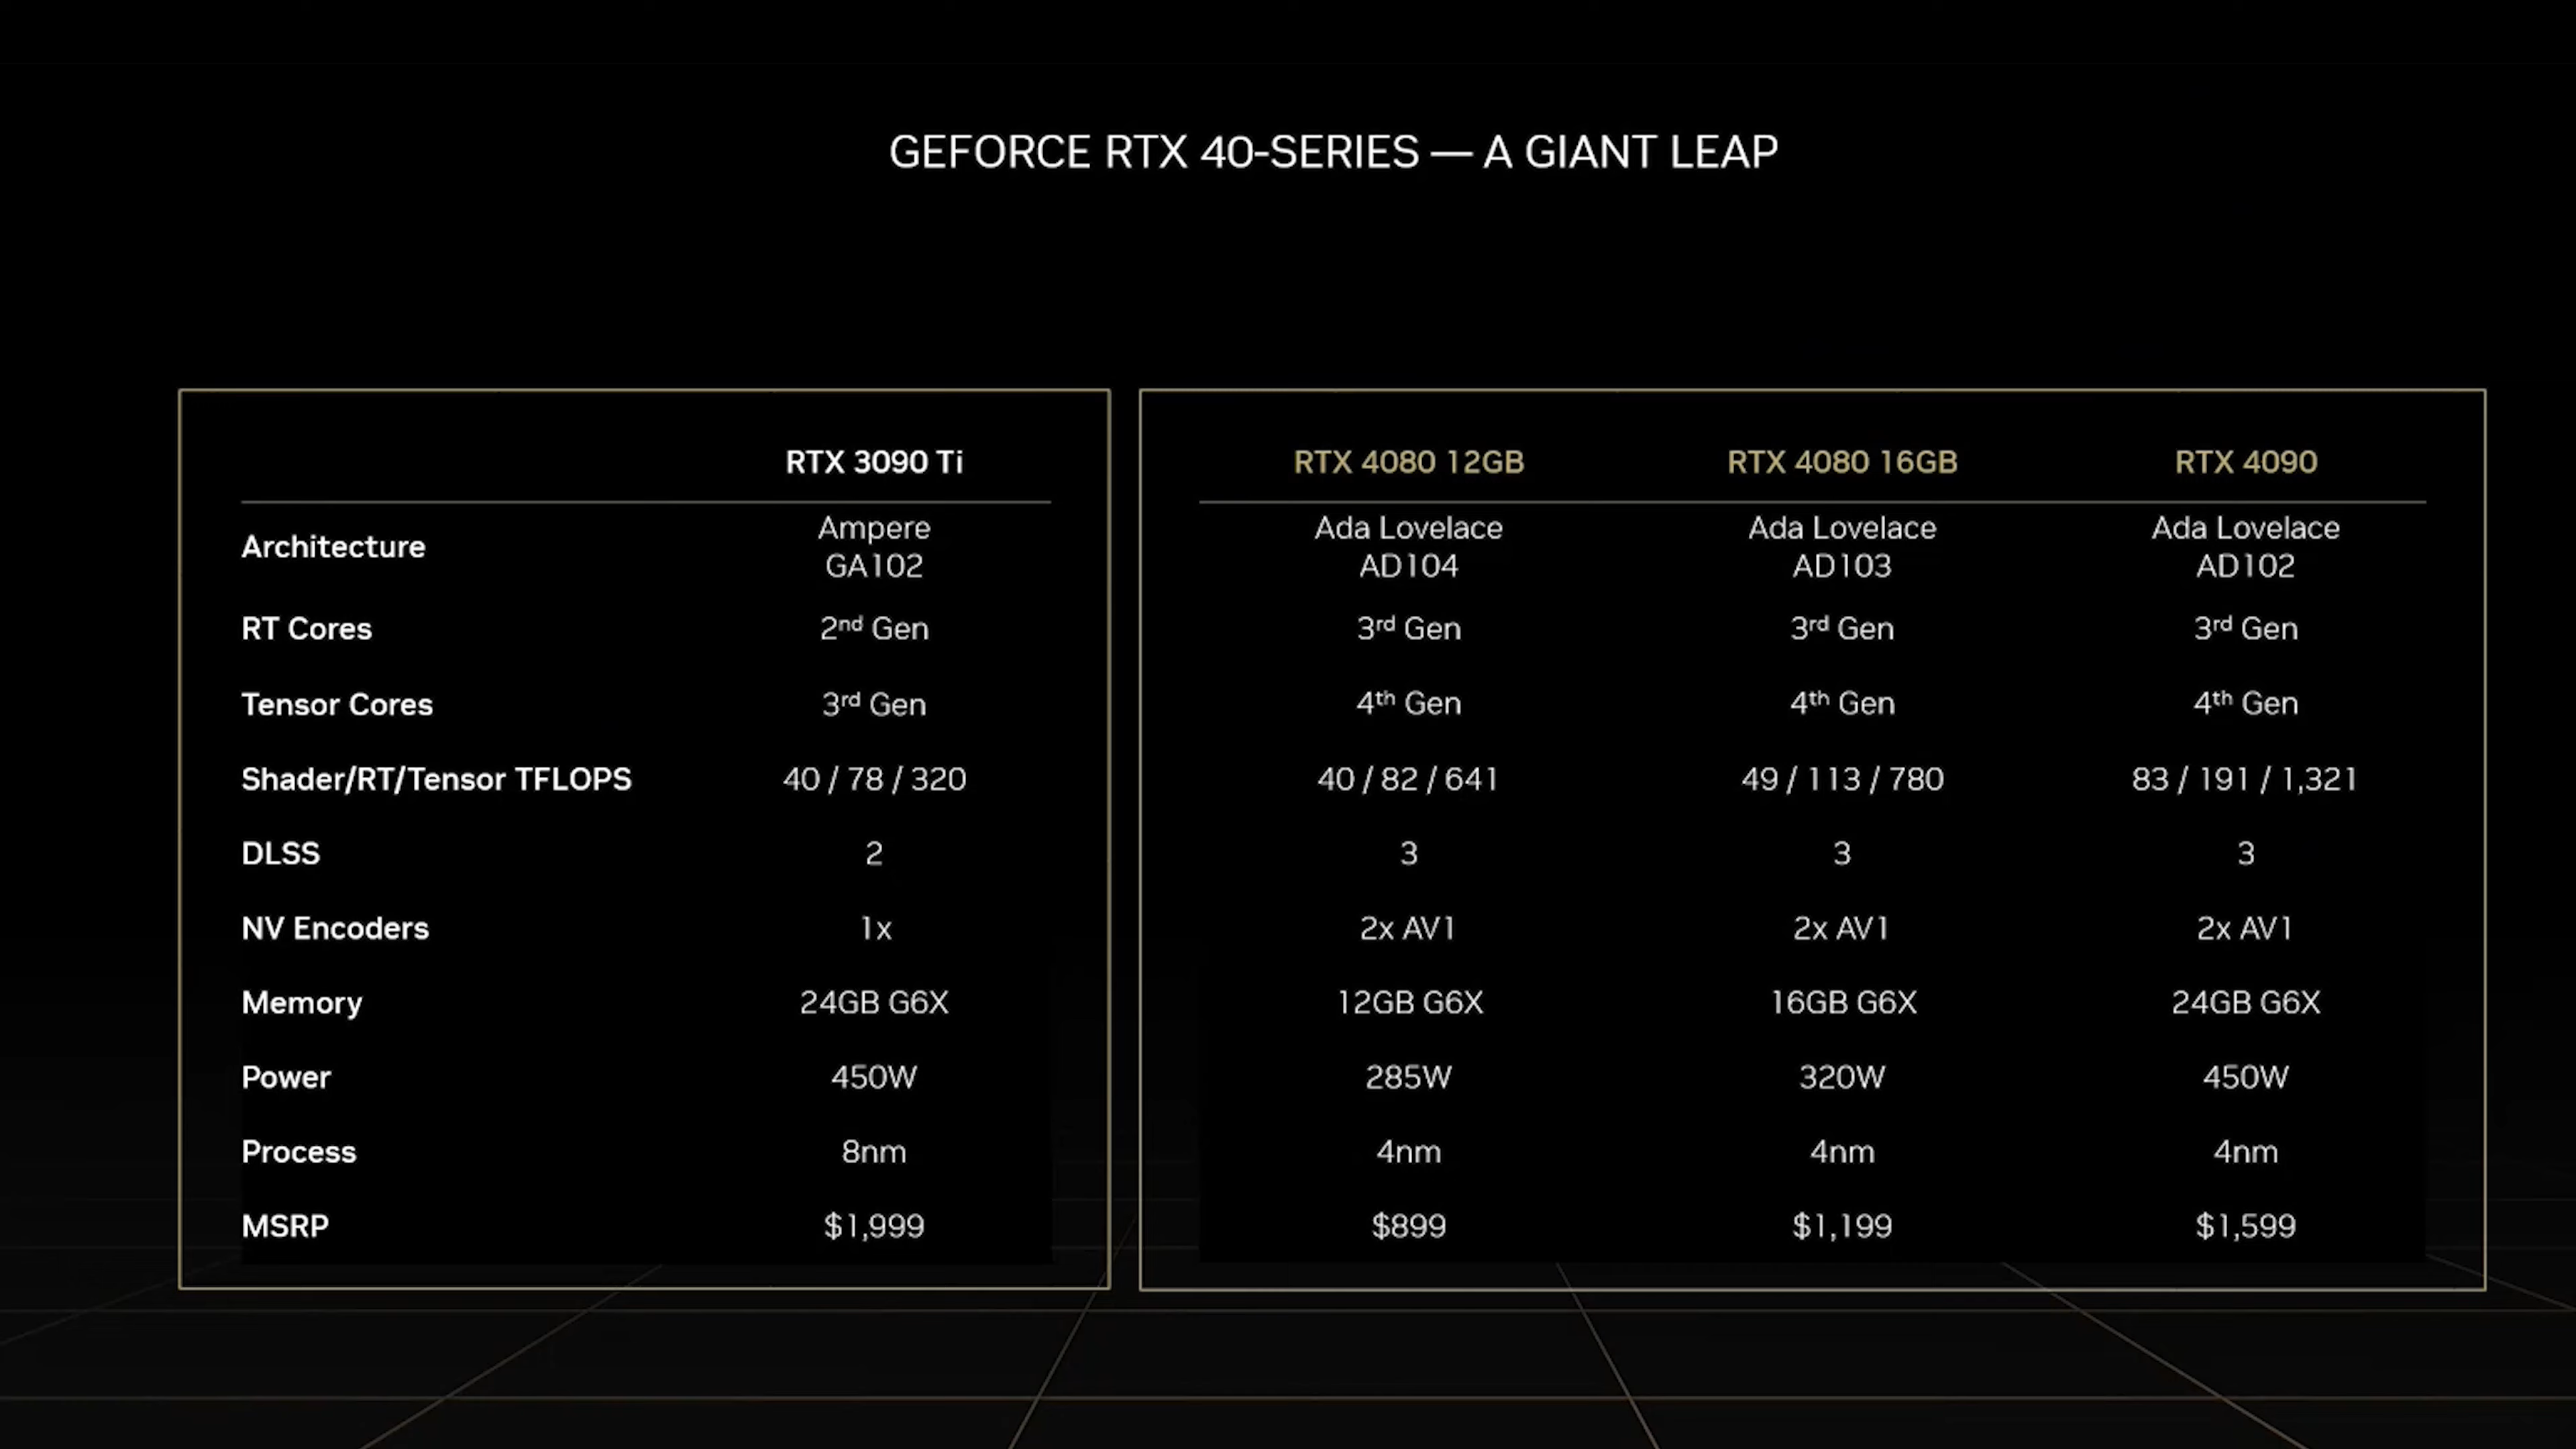 GEFORCE RTX 40-SERIES — A GIANT LEAP
RTX 3090 Ti RTX 4080 12GB RTX 4080 16GB RTX 4090
Architecture Ampere GA102 Ada Lovelace AD104 Ada Lovelace AD103 Ada Lovelace AD102
RT Cores 2nd Gen 3rd Gen 3rd Gen 3rd Gen
Tensor Cores 3rd Gen 4th Gen 4th Gen 4th Gen
Shader/RT/Tensor TFLOPS 40 / 78 / 320 40 / 82 / 641 49 / 113 / 780 83 / 191 / 1,321
DLSS 2 3 3 3
NV Encoders 1x 2x AV1 2x AV1 2x AV1
Memory 24GB G6X 12GB G6X 16GB G6X 24GB G6X
Power 450W 285W 320W 450W
Process 8nm 4nm 4nm 4nm
MSRP $1,999 $899 $1,199 $1,599